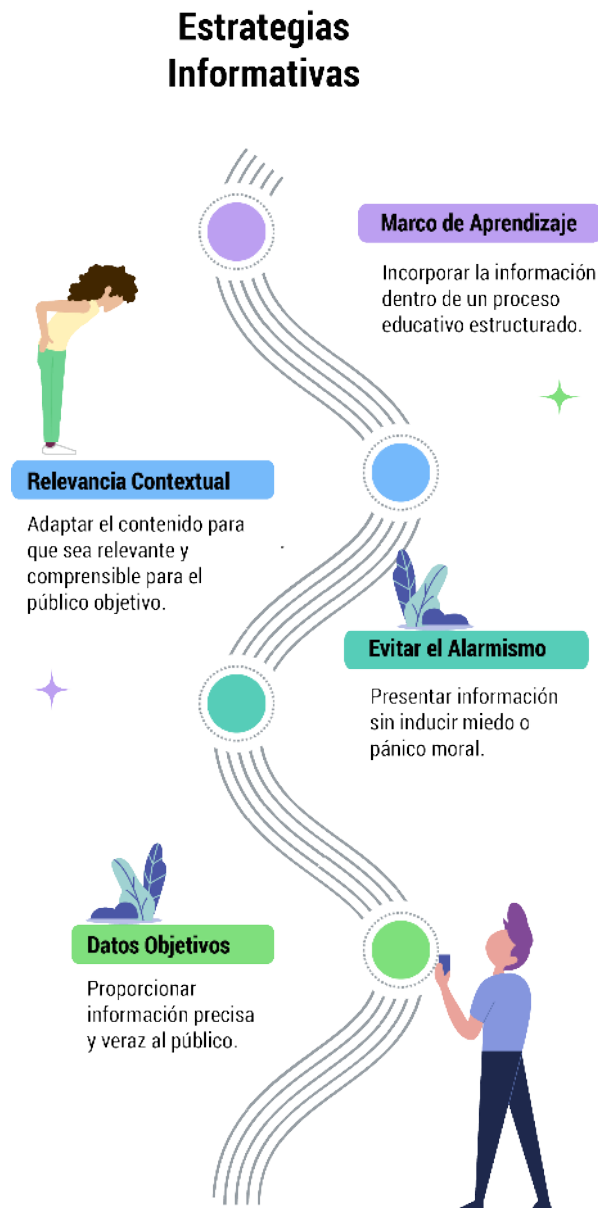 Estrategias
Informativas
Marco de Aprendizaje
Incorporar la información
dentro de un proceso
educativo estructurado.
Relevancia Contextual
Adaptar el contenido para
que sea relevante y
comprensible para el
público objetivo.
Evitar el Alarmismo
Presentar información
sin inducir miedo o
pánico moral.
Datos Objetivos
Proporcionar
información precisa
y veraz al público.